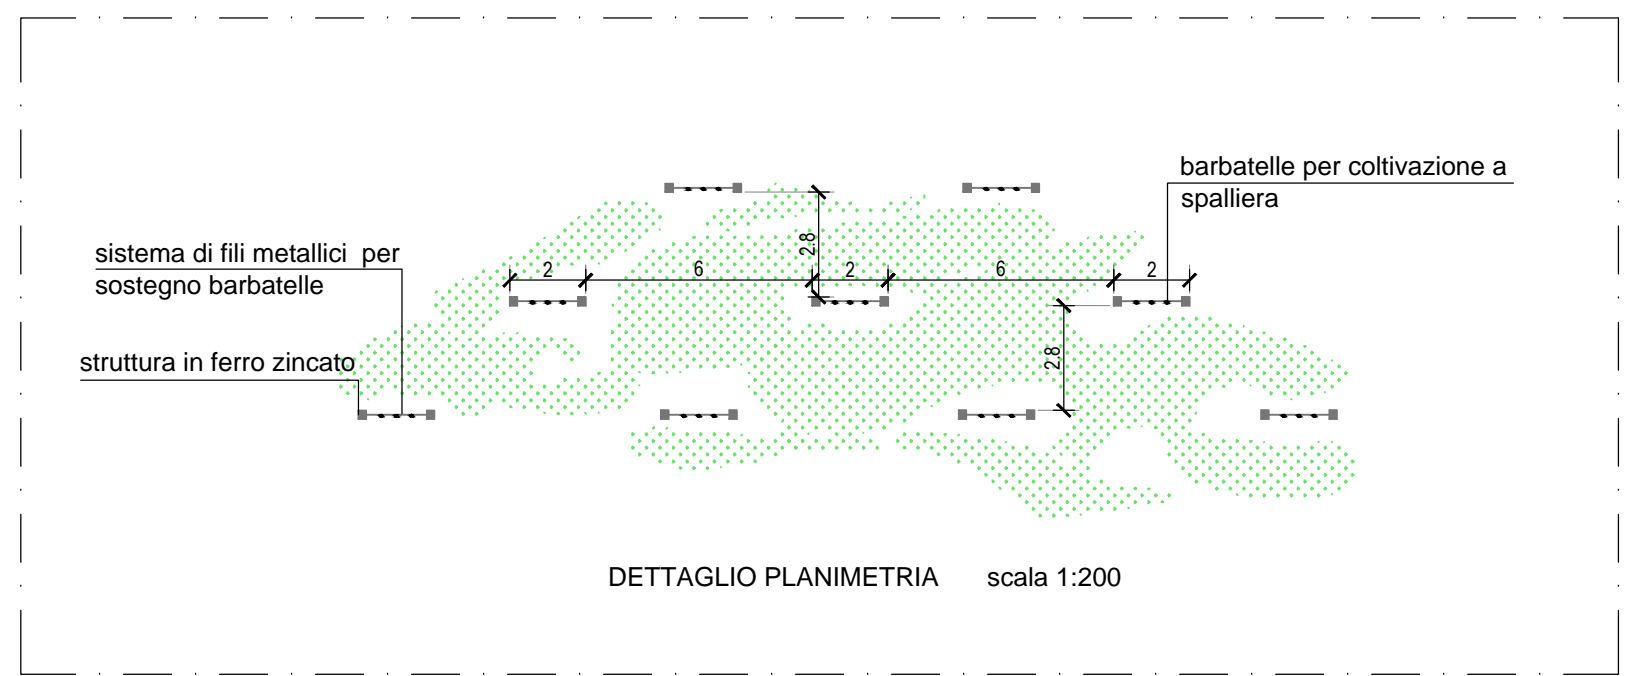 barbatelle per coltivazione a
spalliera
sistema di fili metallici per
sostegno barbatelle
2.8
2 6 2 6 2
struttura in ferro zincato
2.8
DETTAGLIO PLANIMETRIA scala 1:200